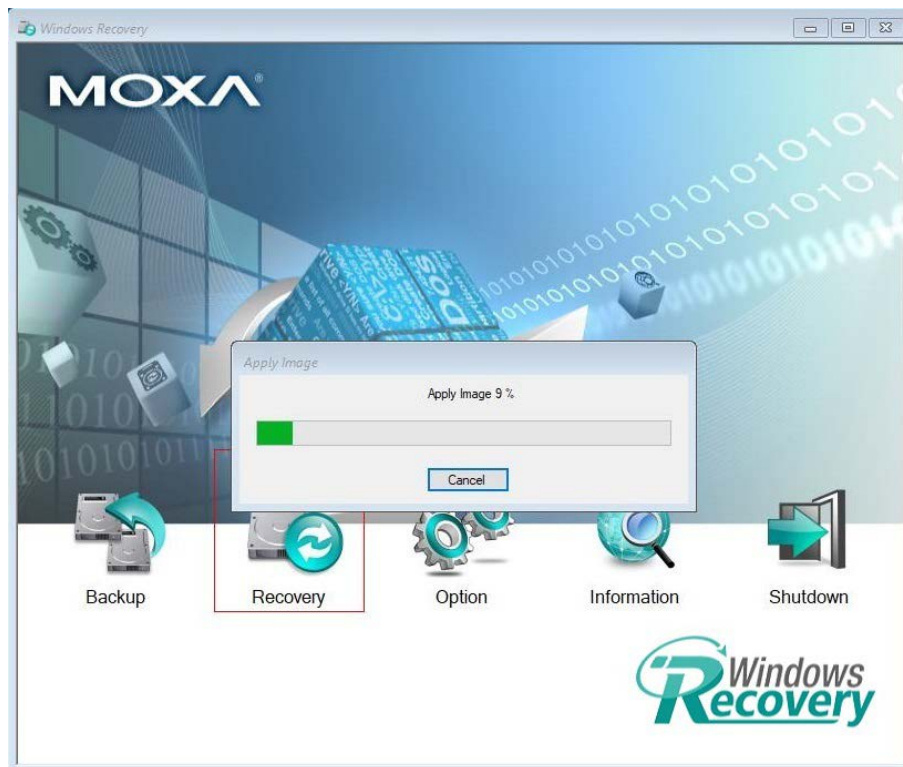 Windows Recovery
MOXA®
Apply Image
Apply Image 9 %
Cancel
Backup
Recovery
Option
Information
Shutdown
Windows
Recovery